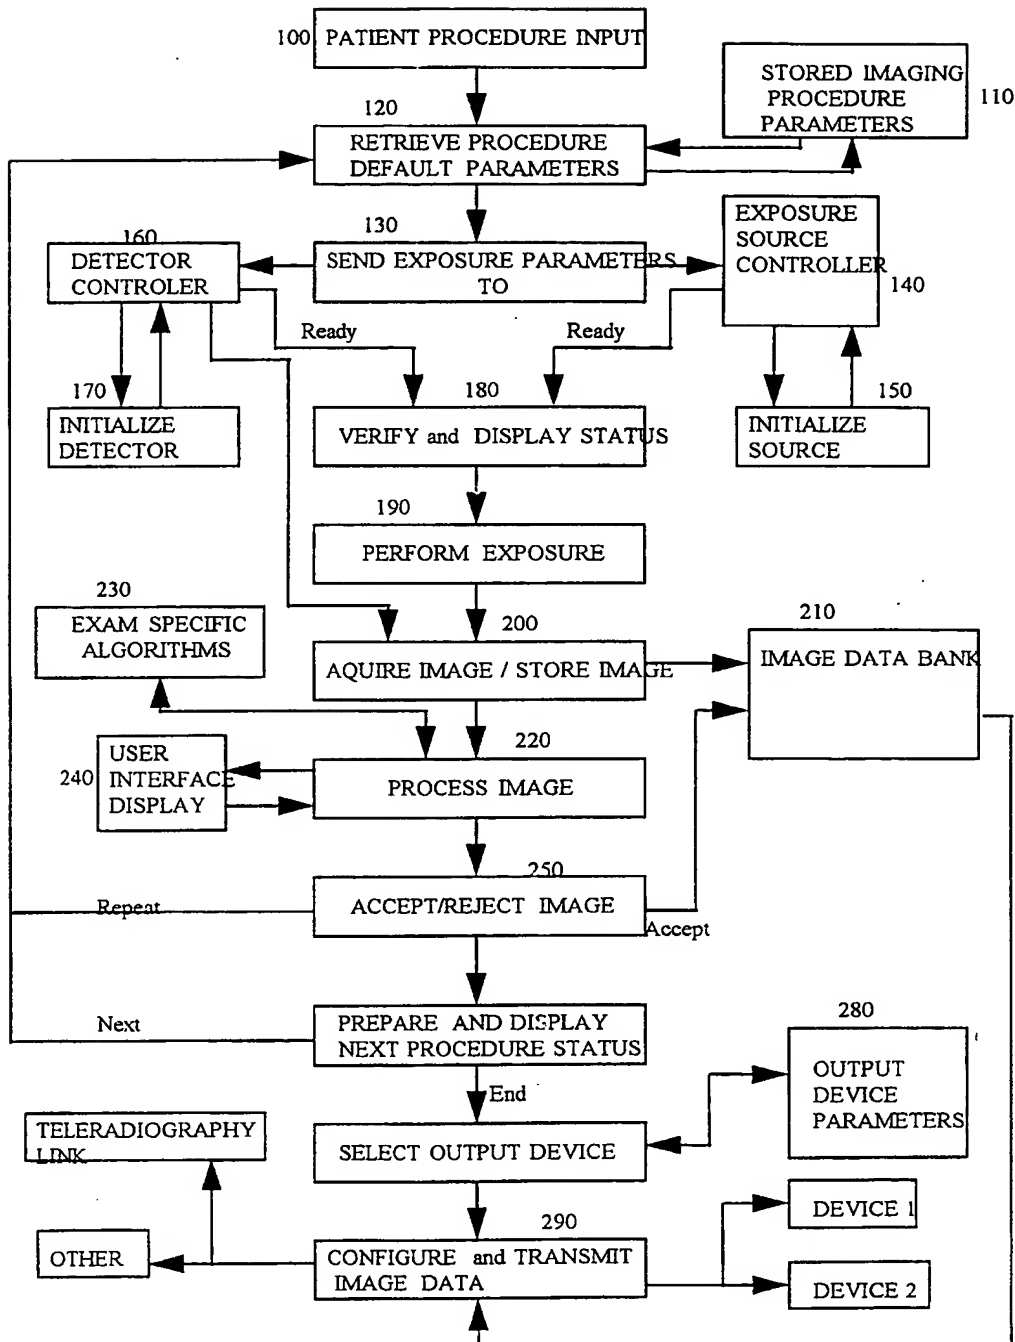 100 PATIENT PROCEDURE INPUT
STORED IMAGING
PROCEDURE
PARAMETERS
110
120
RETRIEVE PROCEDURE
DEFAULT PARAMETERS
130
SEND EXPOSURE PARAMETERS
TO
160
DETECTOR
CONTROLER
EXPOSURE
SOURCE
CONTROLLER
140
Ready
Ready
170
INITIALIZE
DETECTOR
180
VERIFY and DISPLAY STATUS
150
INITIALIZE
SOURCE
190
PERFORM EXPOSURE
230
EXAM SPECIFIC
ALGORITHMS
200
AQUIRE IMAGE / STORE IMAGE
210
IMAGE DATA BANK
240
USER
INTERFACE
DISPLAY
220
PROCESS IMAGE
250
ACCEPT/REJECT IMAGE
Repeat
Accept
Next
PREPARE AND DISPLAY
NEXT PROCEDURE STATUS
280
OUTPUT
DEVICE
PARAMETERS
End
TELERADIOGRAPHY
LINK
SELECT OUTPUT DEVICE
290
CONFIGURE and TRANSMIT
IMAGE DATA
OTHER
DEVICE 1
DEVICE 2